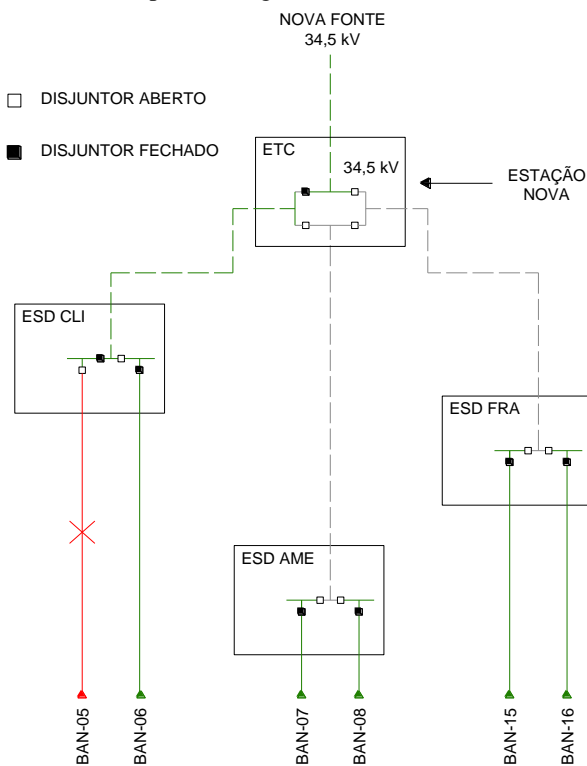 NOVA FONTE
34,5 kV
DISJUNTOR ABERTO
DISJUNTOR FECHADO
ETC
34,5 kV
ESTAÇÃO
NOVA
ESD CLI
ESD FRA
ESD AME
BAN-05
BAN-06
BAN-07
BAN-08
BAN-15
BAN-16